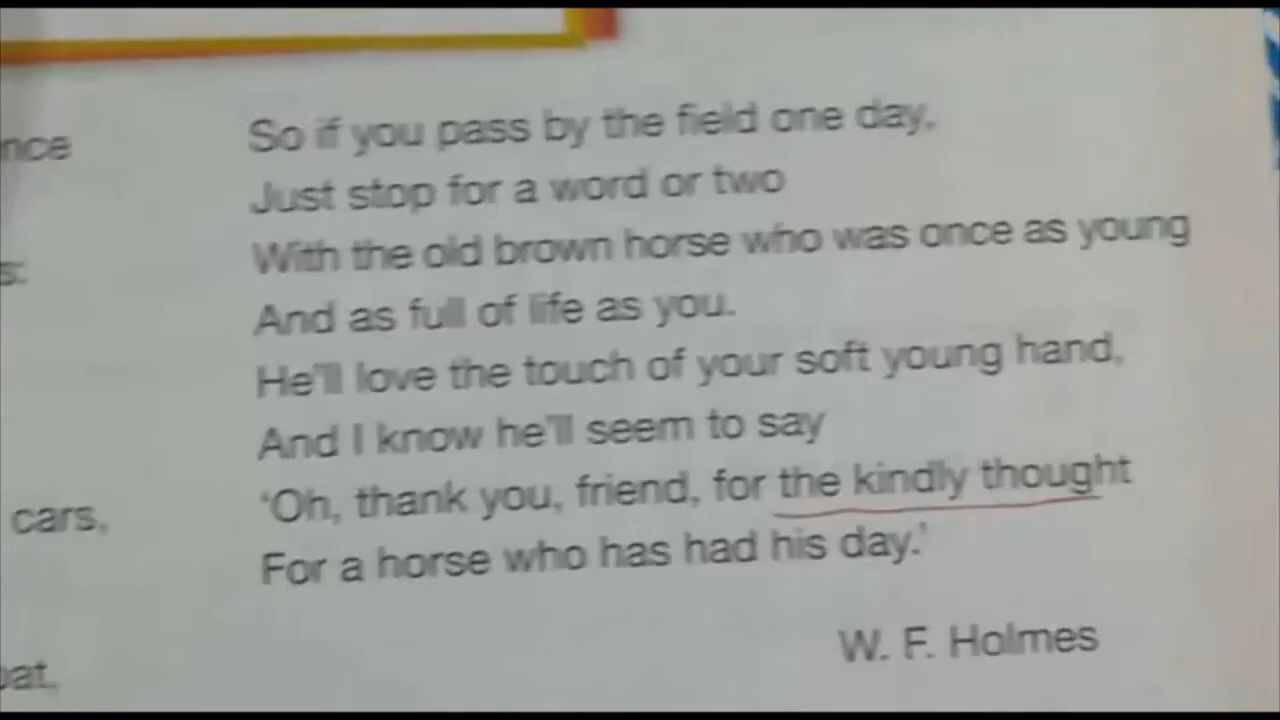 So if you pass by the field one day,
Just stop for a word or two
With the old brown horse who was once as young
And as full of life as you.
He'll love the touch of your soft young hand,
And I know he'll seem to say
'Oh, thank you, friend, for the kindly thought
For a horse who has had his day.'
W. F. Holmes
cars,